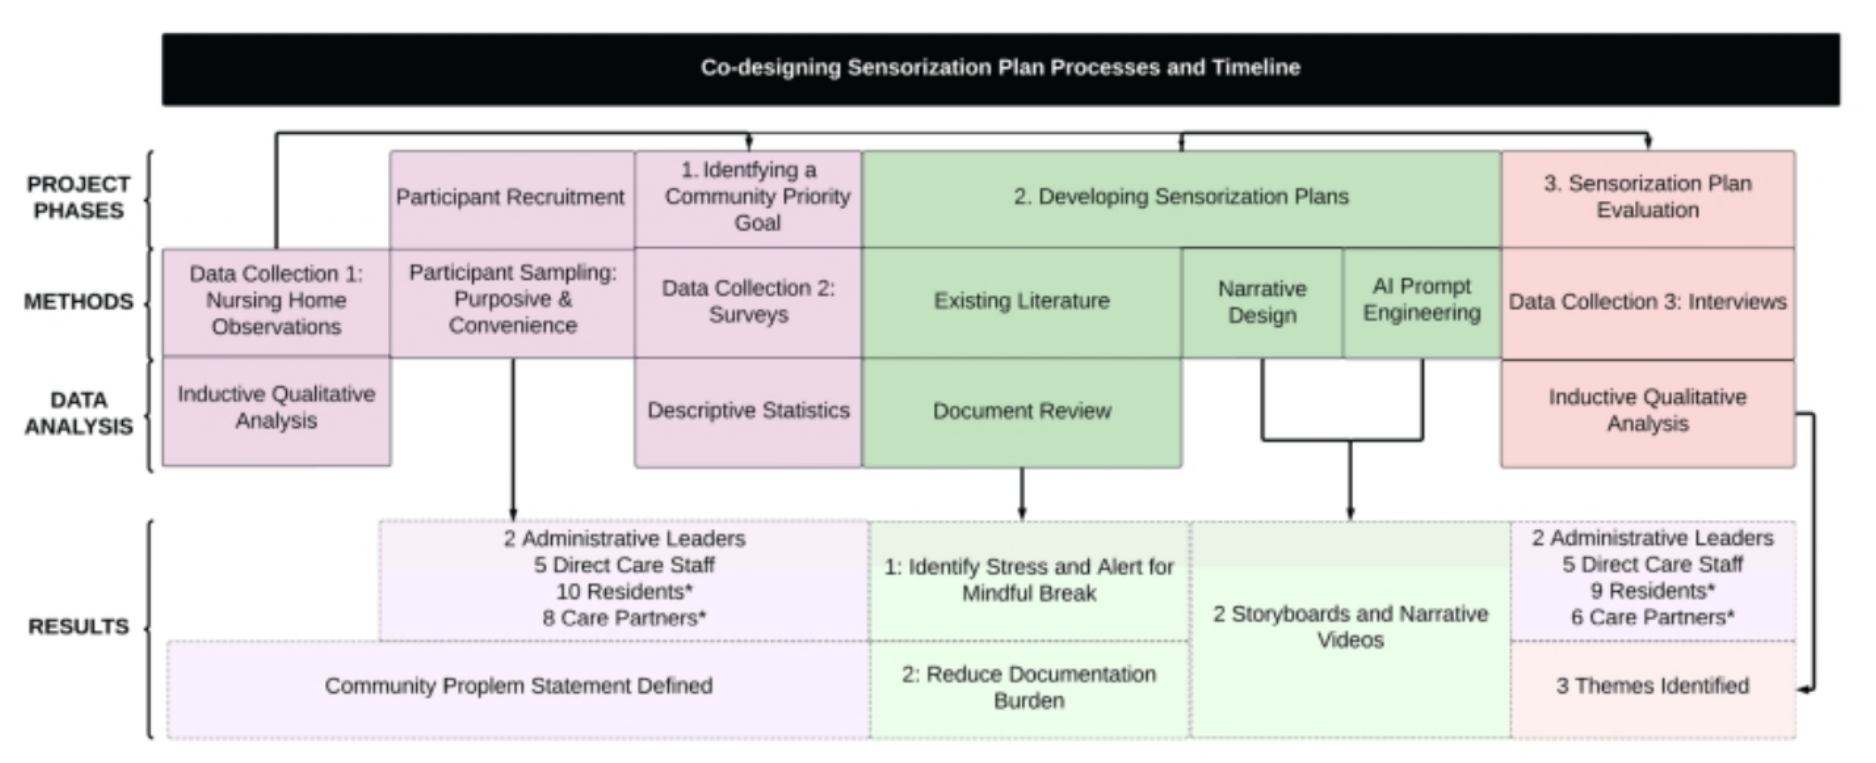 Co-designing Sensorization Plan Processes and Timeline
PROJECT
PHASES
Participant Recruitment
1. Identfying a
Community Priority
Goal
2. Developing Sensorization Plans
3. Sensorization Plan
Evaluation
METHODS
Data Collection 1:
Nursing Home
Observations
Participant Sampling:
Purposive &
Convenience
Data Collection 2:
Surveys
Existing Literature
Narrative
Design
AI Prompt
Engineering
Data Collection 3: Interviews
DATA
ANALYSIS
Inductive Qualitative
Analysis
Descriptive Statistics
Document Review
Inductive Qualitative
Analysis
RESULTS
2 Administrative Leaders
5 Direct Care Staff
10 Residents*
8 Care Partners*
1: Identify Stress and Alert for
Mindful Break
2 Storyboards and Narrative
Videos
2 Administrative Leaders
5 Direct Care Staff
9 Residents*
6 Care Partners*
Community Proplem Statement Defined
2: Reduce Documentation
Burden
3 Themes Identified